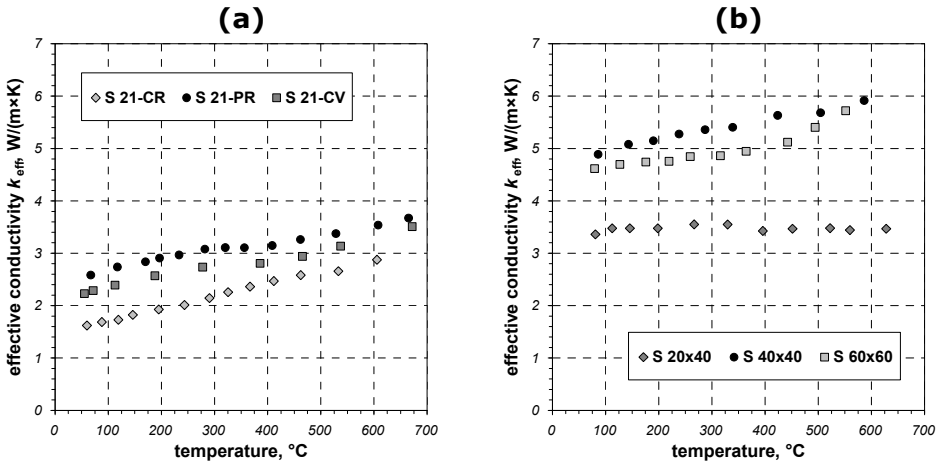 (a)
7
6
5
4
3
2
1
0
0 100 200 300 400 500 600 700
effective conductivity k eff, W/(m×K)
temperature, °C
S 21-CR S 21-PR S 21-CV
(b)
7
6
5
4
3
2
1
0
0 100 200 300 400 500 600 700
effective conductivity k eff, W/(m×K)
temperature, °C
S 20x40 S 40x40 S 60x60